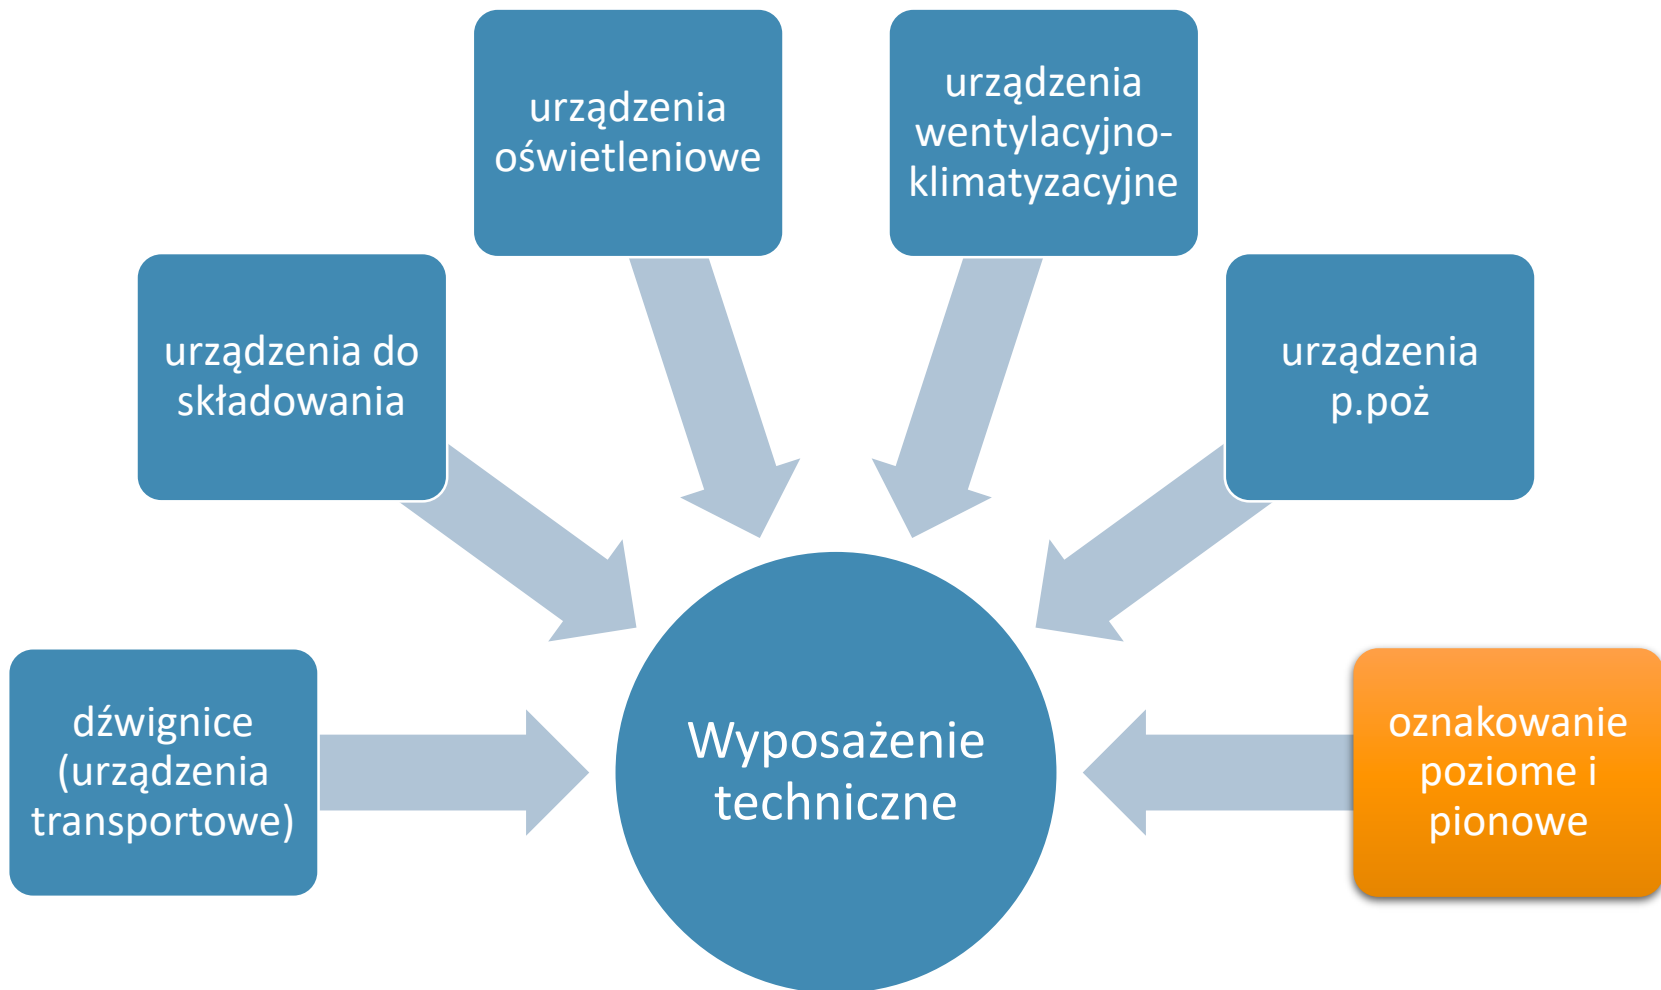 urządzenia
oświetleniowe
urządzenia
wentylacyjno-
klimatyzacyjne
urządzenia do
składowania
urządzenia
p.poż
dźwignice
(urządzenia
transportowe)
Wyposażenie
techniczne
oznakowanie
poziome i
pionowe